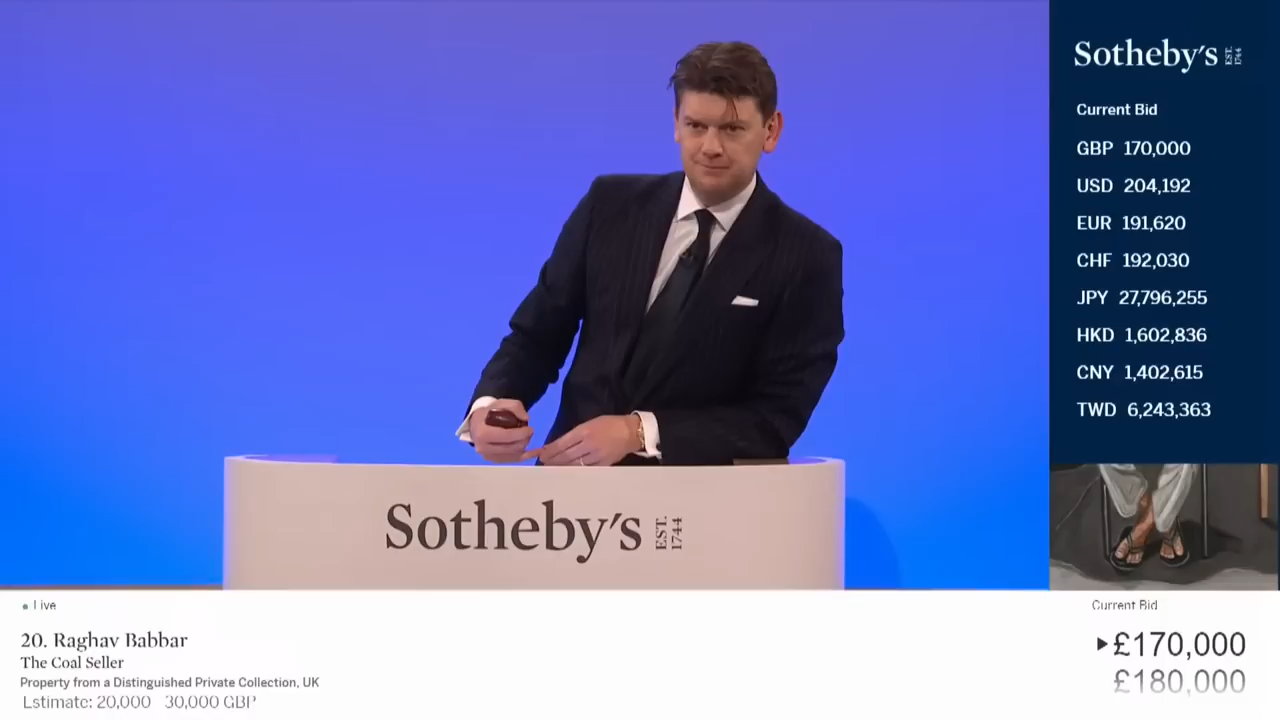 Sotheby's EST. 1744
Current Bid
GBP 170,000
USD 204,192
EUR 191,620
CHF 192,030
JPY 27,796,255
HKD 1,602,836
CNY 1,402,615
TWD 6,243,363
Sotheby's EST. 1744
Live
20. Raghav Babbar
The Coal Seller
Property from a Distinguished Private Collection, UK
Estimate: 20,000 30,000 GBP
Current Bid
£170,000
£180,000